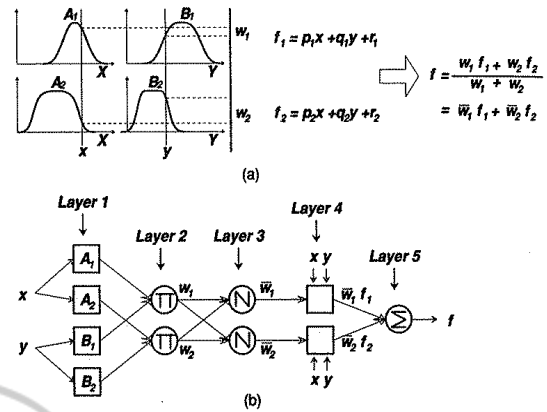 A₁ B₁ w₁ f₁ = p₁x +q₁y +r₁
X Y
A₂ B₂ w₂ f₂ = p₂x +q₂y +r₂
X Y
x y
f = w₁ f₁ + w₂ f₂ / w₁ + w₂
= w̅₁ f₁ + w̅₂ f₂
(a)
Layer 1 Layer 2 Layer 3 Layer 4 Layer 5
x y
A₁
x A₂ Π w₁ N w̅₁ w̅₁ f₁
Σ f
y B₁ Π w₂ N w̅₂ w̅₂ f₂
B₂
x y
(b)